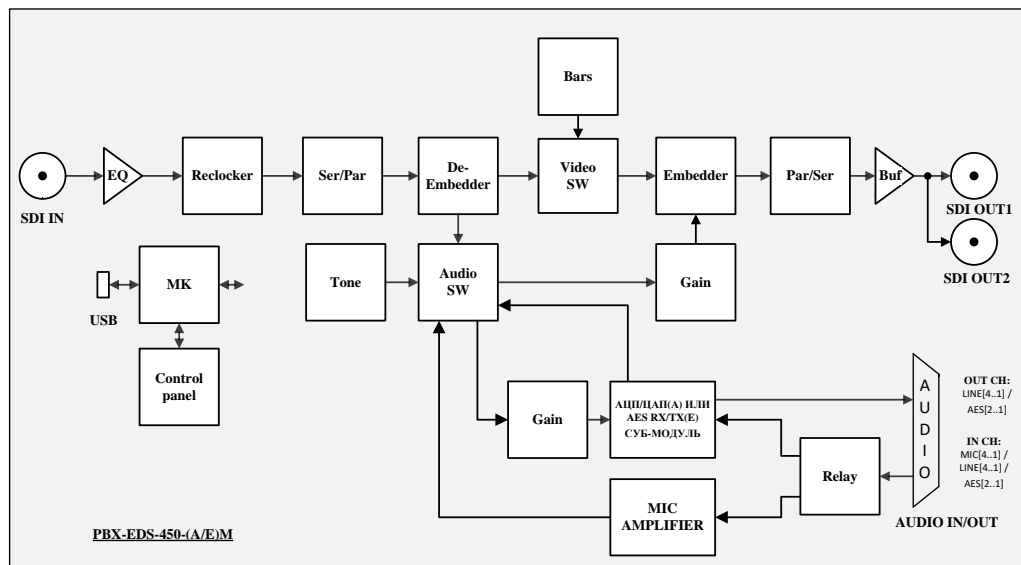 Bars
EQ
Reclocker
Ser/Par
De-
Embedder
Video
SW
Embedder
Par/Ser
Buf
SDI IN
SDI OUT1
SDI OUT2
MK
USB
Control
panel
Tone
Audio
SW
Gain
Gain
АЦП/ЦАП(А) ИЛИ
AES RX/TX(E)
СУБ-МОДУЛЬ
MIC
AMPLIFIER
Relay
AUDIO
OUT CH:
LINE[4..1] /
AES[2..1]
IN CH:
MIC[4..1] /
LINE[4..1] /
AES[2..1]
AUDIO IN/OUT
PBX-EDS-450-(A/E)M